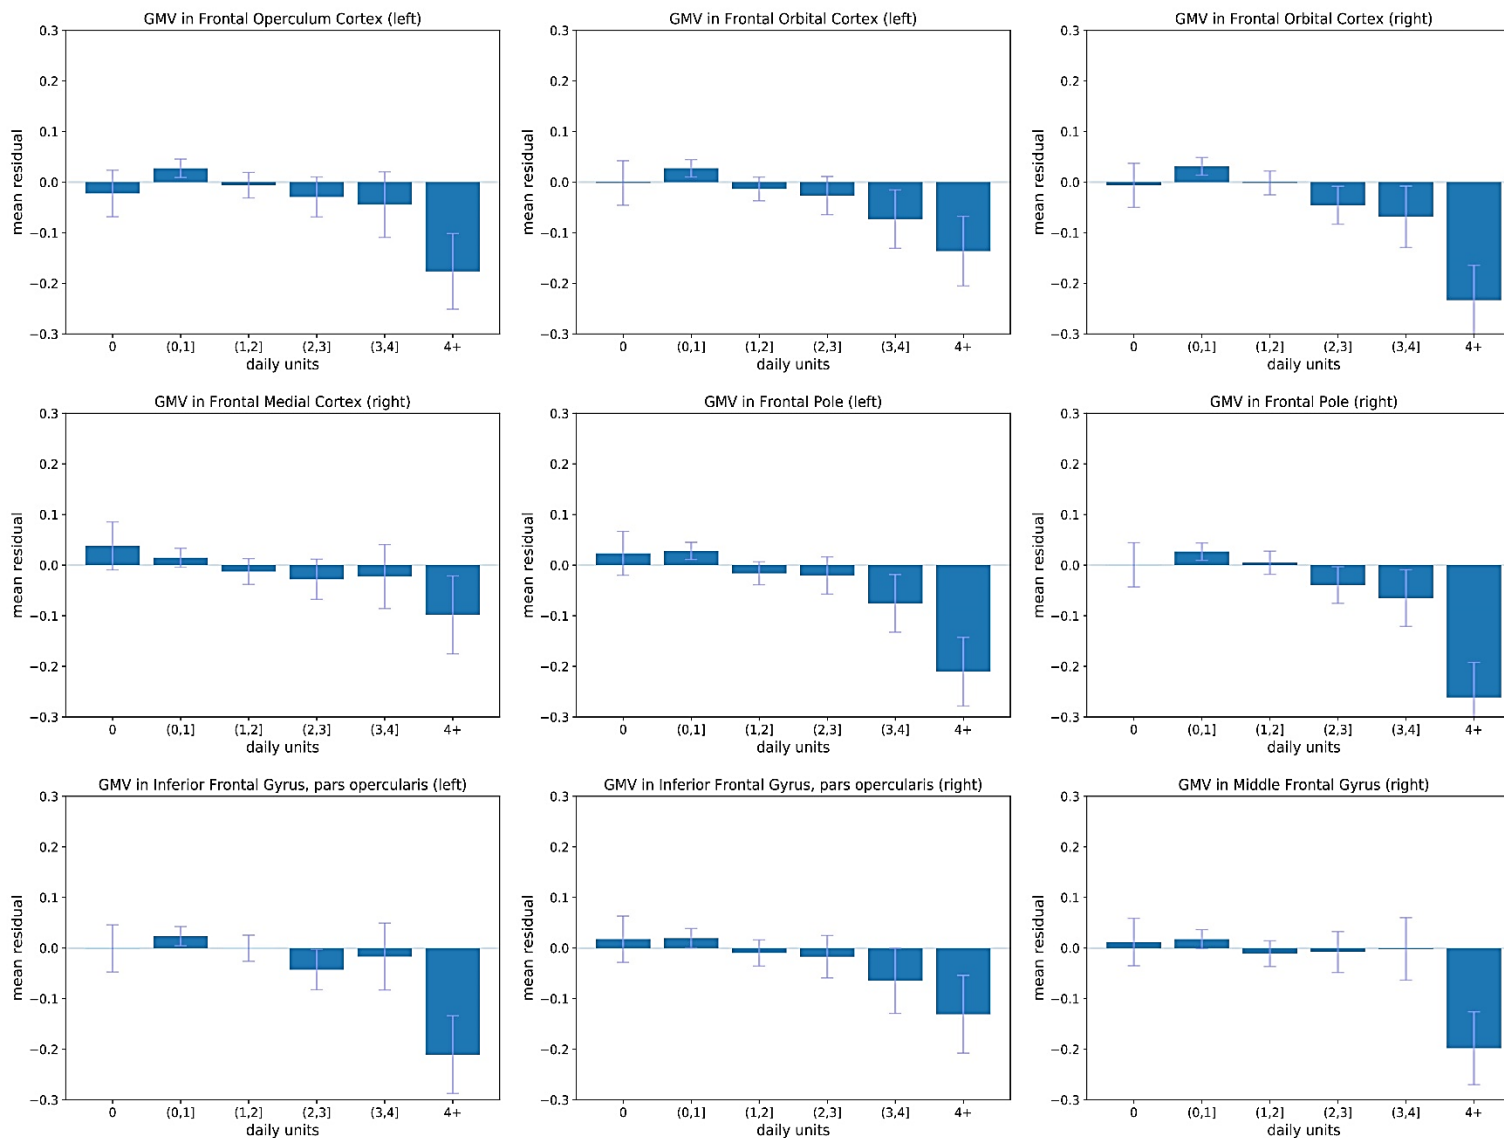 GMV in Frontal Operculum Cortex (left)
0.3
0.2
0.1
0.0
−0.1
−0.2
−0.3
mean residual
0 (0,1] (1,2] (2,3] (3,4] 4+
daily units
GMV in Frontal Orbital Cortex (left)
0.3
0.2
0.1
0.0
−0.1
−0.2
−0.3
mean residual
0 (0,1] (1,2] (2,3] (3,4] 4+
daily units
GMV in Frontal Orbital Cortex (right)
0.3
0.2
0.1
0.0
−0.1
−0.2
−0.3
mean residual
0 (0,1] (1,2] (2,3] (3,4] 4+
daily units
GMV in Frontal Medial Cortex (right)
0.3
0.2
0.1
0.0
−0.1
−0.2
−0.3
mean residual
0 (0,1] (1,2] (2,3] (3,4] 4+
daily units
GMV in Frontal Pole (left)
0.3
0.2
0.1
0.0
−0.1
−0.2
−0.3
mean residual
0 (0,1] (1,2] (2,3] (3,4] 4+
daily units
GMV in Frontal Pole (right)
0.3
0.2
0.1
0.0
−0.1
−0.2
−0.3
mean residual
0 (0,1] (1,2] (2,3] (3,4] 4+
daily units
GMV in Inferior Frontal Gyrus, pars opercularis (left)
0.3
0.2
0.1
0.0
−0.1
−0.2
−0.3
mean residual
0 (0,1] (1,2] (2,3] (3,4] 4+
daily units
GMV in Inferior Frontal Gyrus, pars opercularis (right)
0.3
0.2
0.1
0.0
−0.1
−0.2
−0.3
mean residual
0 (0,1] (1,2] (2,3] (3,4] 4+
daily units
GMV in Middle Frontal Gyrus (right)
0.3
0.2
0.1
0.0
−0.1
−0.2
−0.3
mean residual
0 (0,1] (1,2] (2,3] (3,4] 4+
daily units